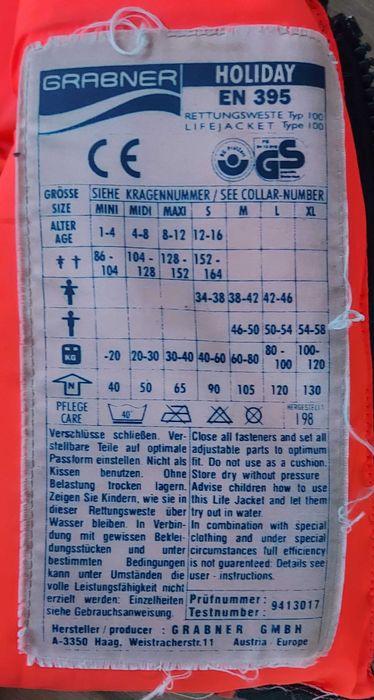 GRABNER
HOLIDAY
EN 395
RETTUNGSWESTE Typ 100
LIFEJACKET Type 100
CE
GS
GRÖSSE SIEHE KRAGENNUMMER / SEE COLLAR-NUMBER
SIZE MINI MIDI MAXI S M L XL
ALTER AGE 1-4 4-8 8-12 12-16
86-104 104-128 128-152 152-164
34-38 38-42 42-46
46-50 50-54 54-58
KG -20 20-30 30-40 40-60 60-80 80-100 100-120
N 40 50 65 90 105 120 130
PFLEGE CARE 40° HERGESTELLT 198
Verschlüsse schließen. Ver-
stellbare Teile auf optimale
Passform einstellen. Nicht als
Kissen benutzen. Ohne
Belastung trocken lagern.
Zeigen Sie Kindern, wie sie in
dieser Rettungsweste über
Wasser bleiben. In Verbin-
dung mit gewissen Beklei-
dungsstücken und unter
bestimmten Bedingungen
kann unter Umständen die
volle Leistungsfähigkeit nicht
erzielt werden: Einzelheiten
siehe Gebrauchsanweisung.
Close all fasteners and set all
adjustable parts to optimum
fit. Do not use as a cushion.
Store dry without pressure
Advise children how to use
this Life Jacket and let them
try out in water.
In combination with special
clothing and under special
circumstances full efficiency
is not guarenteed: Details see
user - instructions.
Prüfnummer:
Testnumber: 9413017
Hersteller / producer : GRABNER GMBH
A-3350 Haag, Weistracherstr.11 Austria - Europe